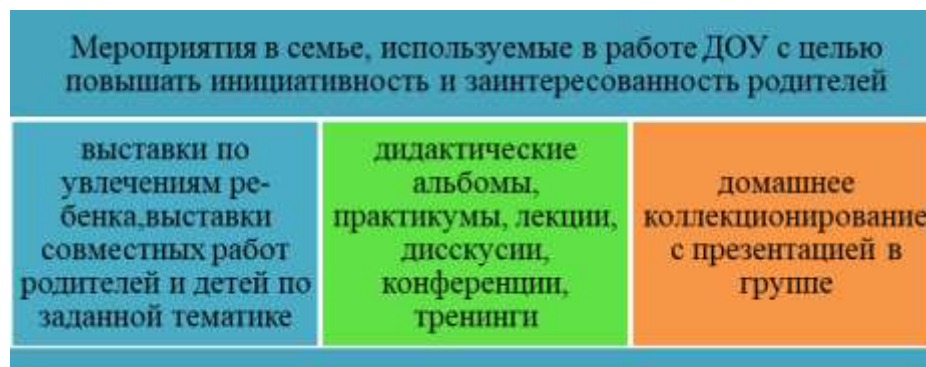 Мероприятия в семье, используемые в работе ДОУ с целью
повышать инициативность и заинтересованность родителей
выставки по
увлечениям ре-
бенка,выставки
совместных работ
родителей и детей по
заданной тематике
дидактические
альбомы,
практикумы, лекции,
дисскусии,
конференции,
тренинги
домашнее
коллекционирование
с презентацией в
группе